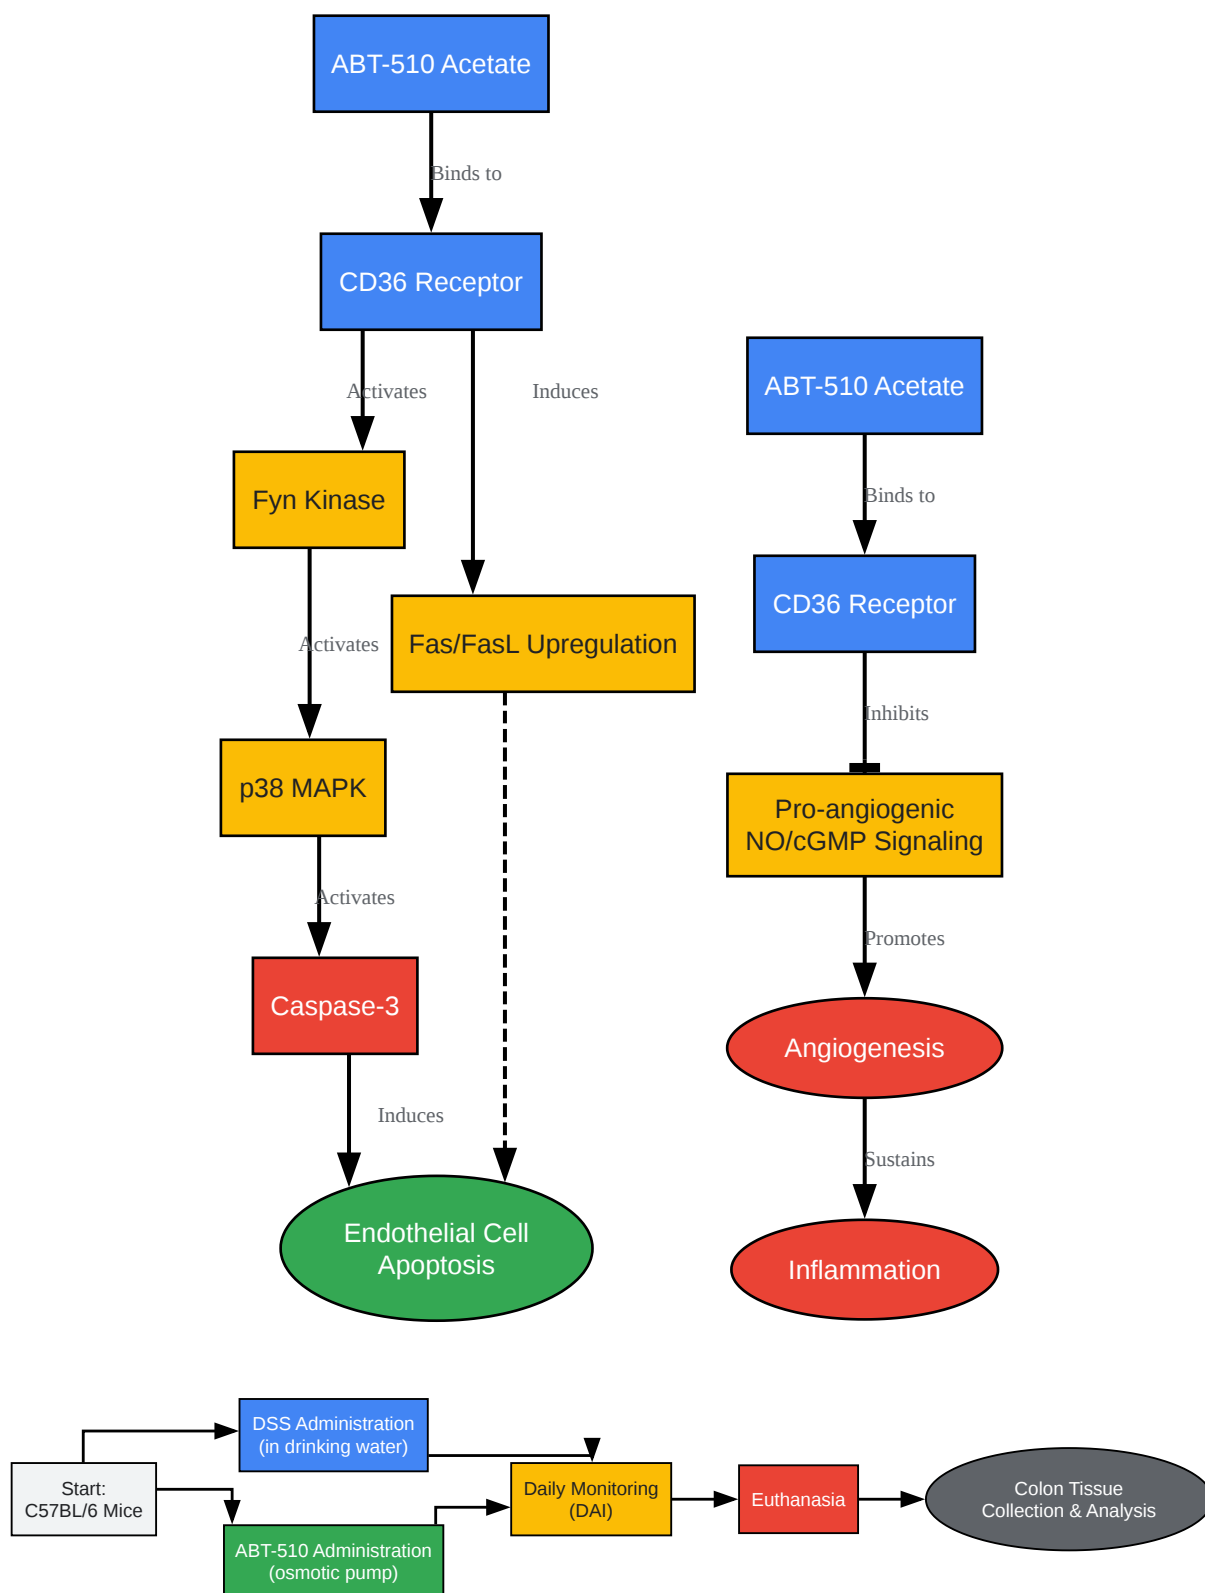 ABT-510 Acetate
Binds to
CD36 Receptor
Activates
Induces
Fyn Kinase
Activates
Fas/FasL Upregulation
p38 MAPK
Activates
Caspase-3
Induces
Endothelial Cell
Apoptosis
ABT-510 Acetate
Binds to
CD36 Receptor
Inhibits
Pro-angiogenic
NO/cGMP Signaling
Promotes
Angiogenesis
Sustains
Inflammation
Start:
C57BL/6 Mice
DSS Administration
(in drinking water)
ABT-510 Administration
(osmotic pump)
Daily Monitoring
(DAI)
Euthanasia
Colon Tissue
Collection & Analysis